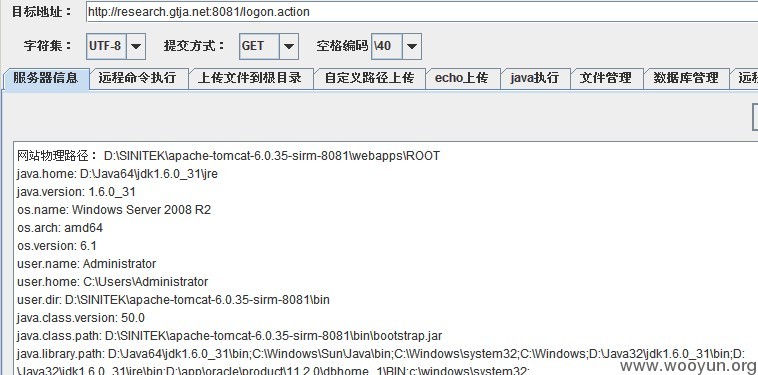 目标地址： http://research.gtja.net:8081/logon.action
字符集： UTF-8 提交方式： GET 空格编码 \40
服务器信息 远程命令执行 上传文件到根目录 自定义路径上传 echo上传 java执行 文件管理 数据库管理 远程
网站物理路径： D:\SINITEK\apache-tomcat-6.0.35-sirm-8081\webapps\ROOT
java.home: D:\Java64\jdk1.6.0_31\jre
java.version: 1.6.0_31
os.name: Windows Server 2008 R2
os.arch: amd64
os.version: 6.1
user.name: Administrator
user.home: C:\Users\Administrator
user.dir: D:\SINITEK\apache-tomcat-6.0.35-sirm-8081\bin
java.class.version: 50.0
java.class.path: D:\SINITEK\apache-tomcat-6.0.35-sirm-8081\bin\bootstrap.jar
java.library.path: D:\Java64\jdk1.6.0_31\bin;C:\Windows\Sun\Java\bin;C:\Windows\system32;C:\Windows;D:\Java32\jdk1.6.0_31\bin;D:
\Java32\jdk1.6.0_31\jre\bin;D:\app\oracle\product\11.2.0\dbhome_1\BIN;c:\windows\system32;
www.wooyun.org